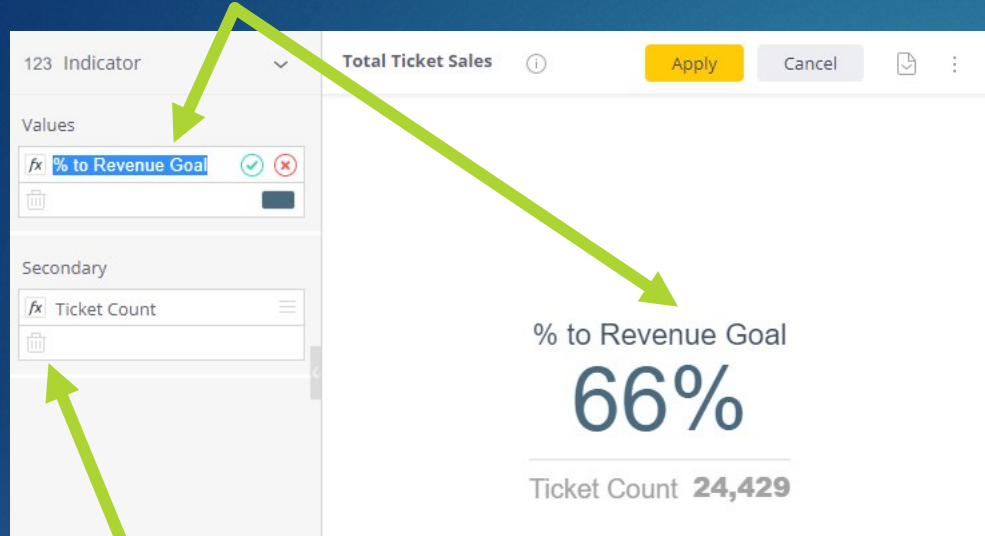 123 Indicator
Total Ticket Sales
Apply
Cancel
Values
fx % to Revenue Goal
Secondary
fx Ticket Count
% to Revenue Goal
66%
Ticket Count 24,429